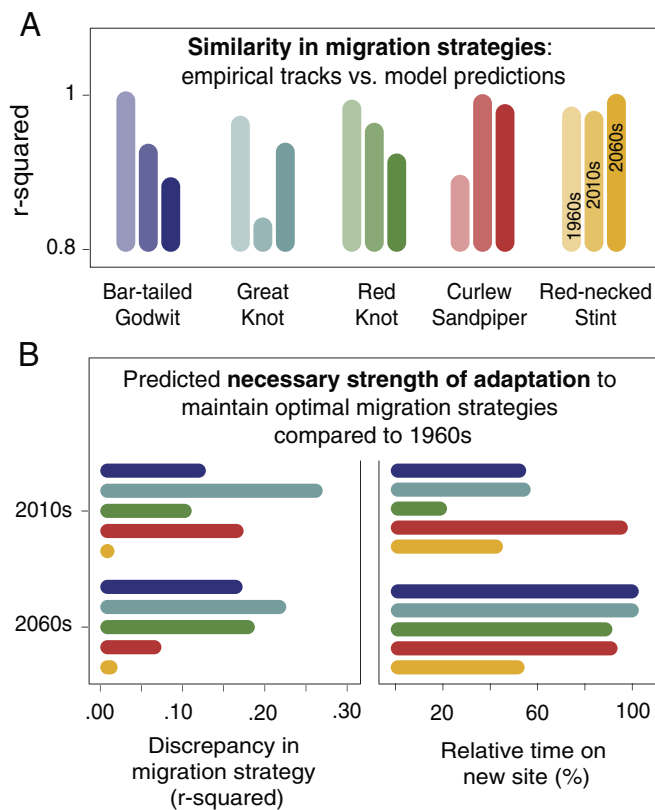 A
Similarity in migration strategies:
empirical tracks vs. model predictions
r-squared
1
0.8
1960s
2010s
2060s
Bar-tailed
Godwit
Great
Knot
Red
Knot
Curlew
Sandpiper
Red-necked
Stint
B
Predicted necessary strength of adaptation to
maintain optimal migration strategies
compared to 1960s
2010s
2060s
.00 .10 .20 .30
20 60 100
Discrepancy in
migration strategy
(r-squared)
Relative time on
new site (%)